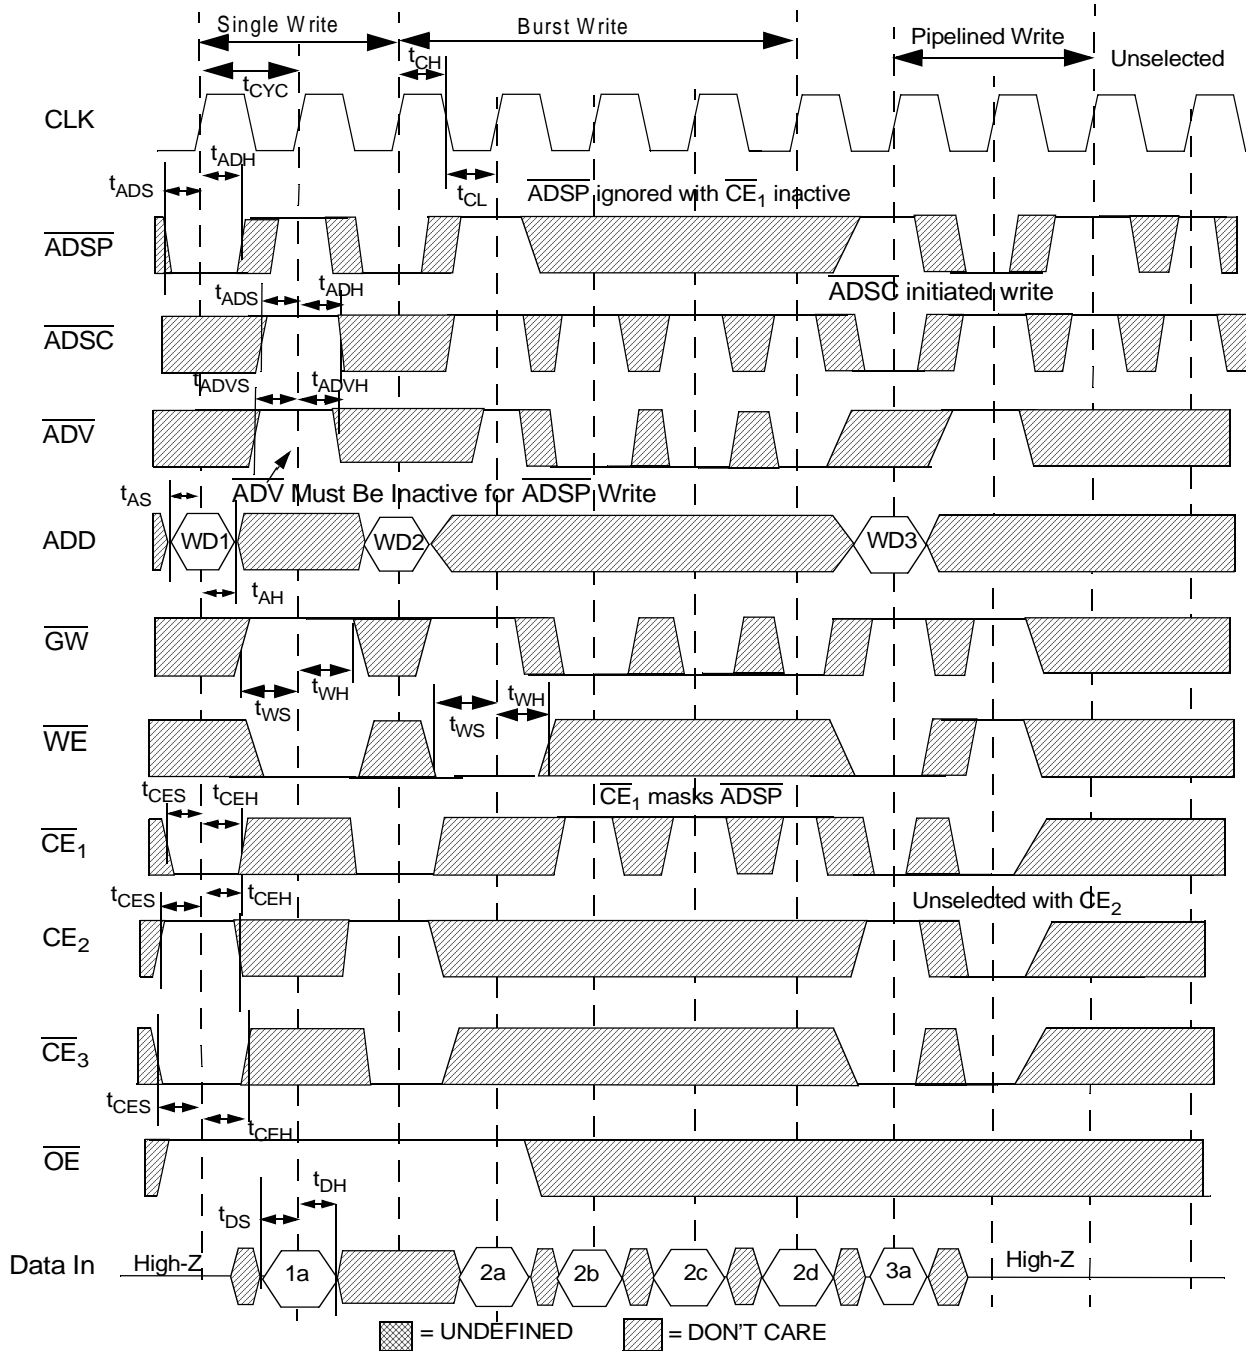 Single Write
Burst Write
Pipelined Write
Unselected
tCH
tCYC
CLK
tADH
tADS
tCL
ADSP ignored with CE1 inactive
ADSP
tADS
tADH
ADSC initiated write
ADSC
tADVS
tADVH
ADV
ADV Must Be Inactive for ADSP Write
tAS
ADD
WD1
WD2
WD3
tAH
GW
tWH
tWS
tWH
tWS
WE
CE1 masks ADSP
tCES
tCEH
CE1
tCES
tCEH
Unselected with CE2
CE2
CE3
tCES
tCEH
OE
tDH
tDS
Data In
High-Z
1a
2a
2b
2c
2d
3a
High-Z
= UNDEFINED
= DON'T CARE